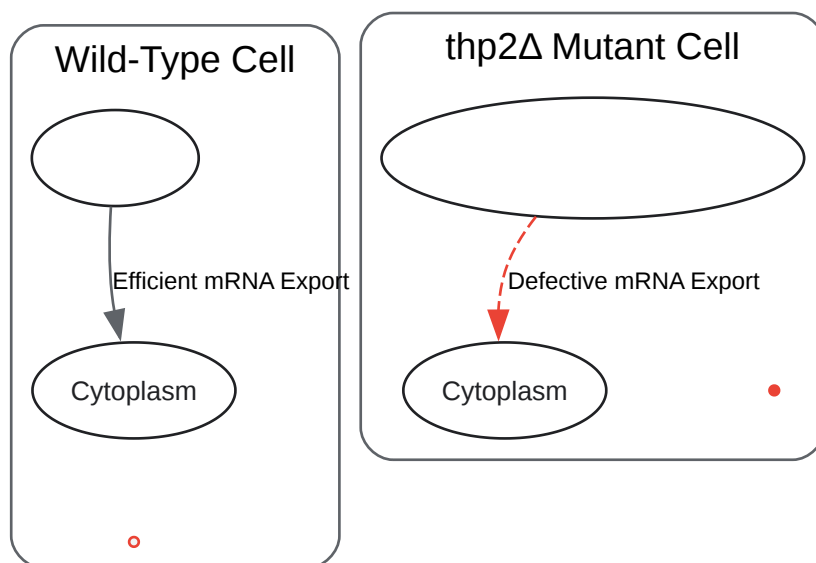 Wild-Type Cell
Efficient mRNA Export
Cytoplasm
thp2Δ Mutant Cell
Defective mRNA Export
Cytoplasm